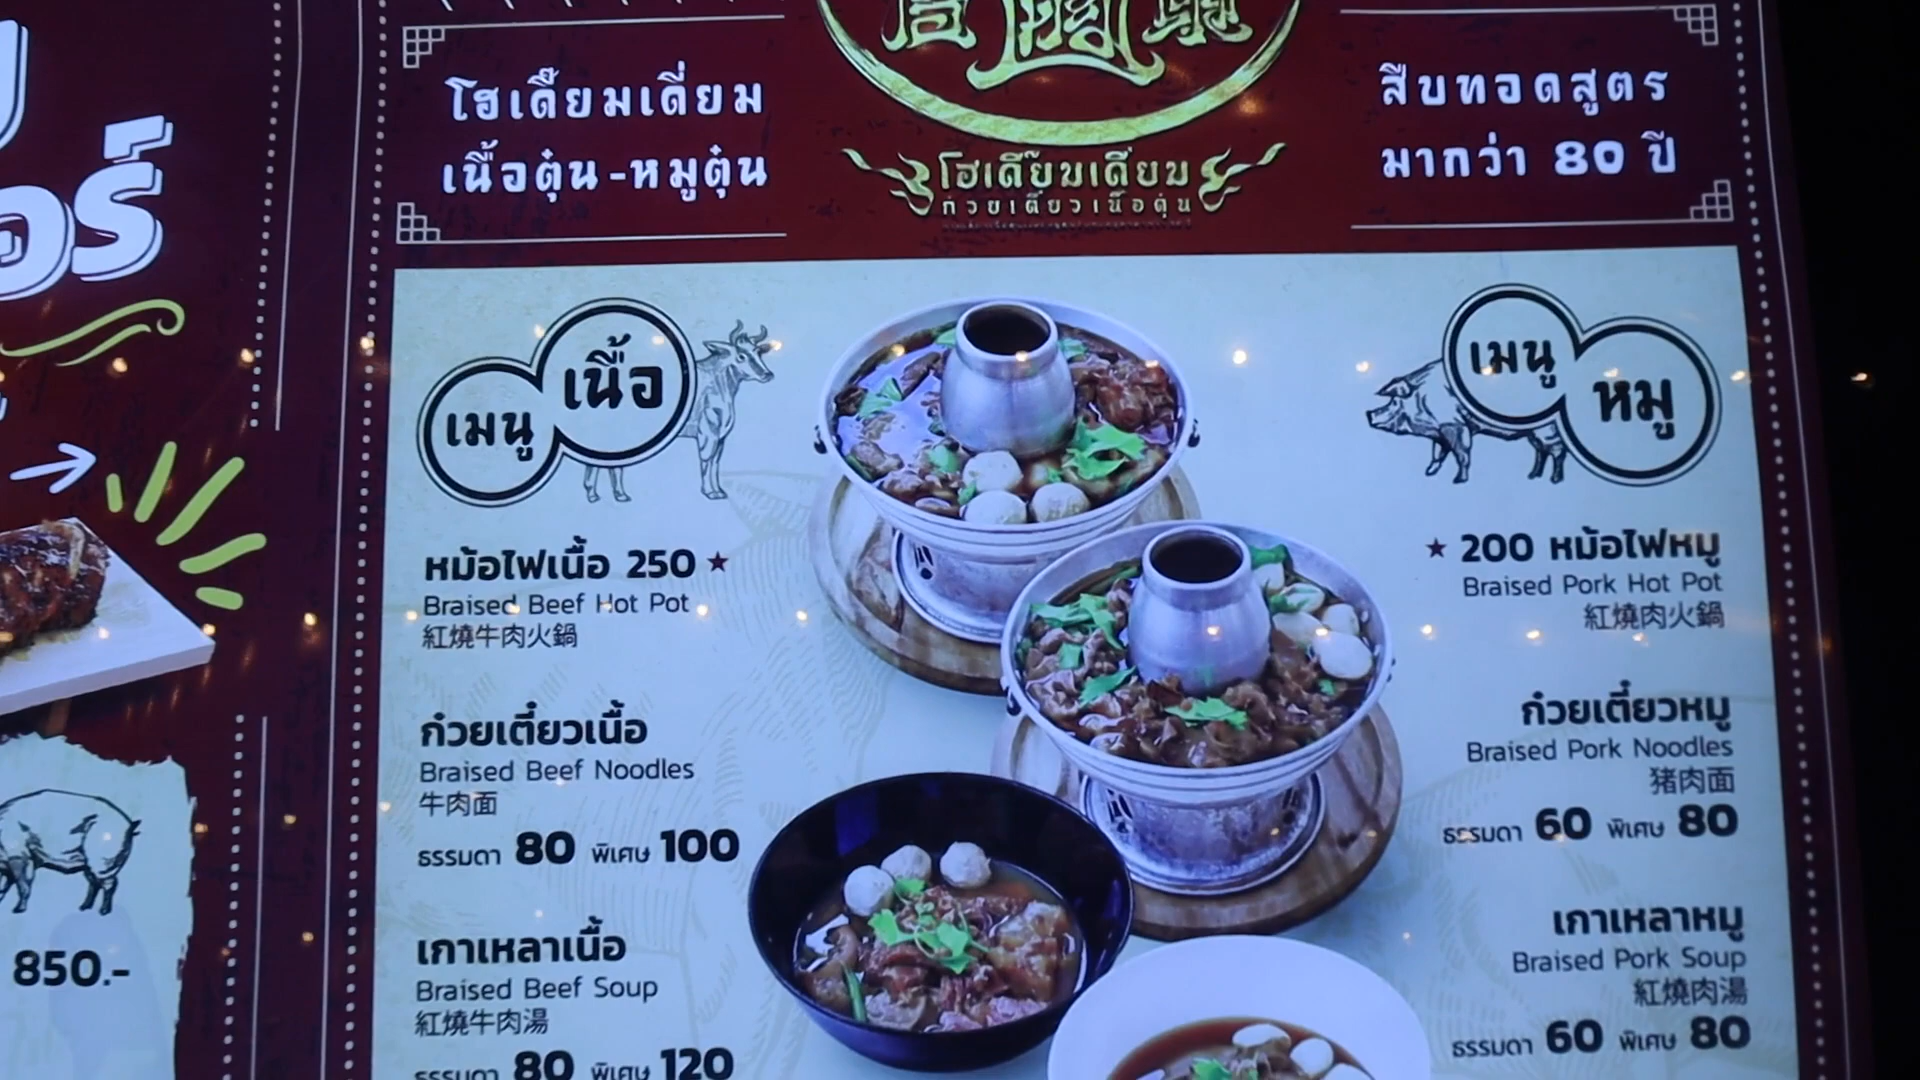 อร์
850.-
โฮเดี๊ยมเดี่ยม
เนื้อตุ๋น-หมูตุ๋น
โฮเดี๊ยมเดี่ยม
ก๋วยเตี๋ยวเนื้อตุ๋น
สืบทอดสูตร
มากว่า 80 ปี
เมนู เนื้อ
หม้อไฟเนื้อ 250 ★
Braised Beef Hot Pot
紅燒牛肉火鍋
ก๋วยเตี๋ยวเนื้อ
Braised Beef Noodles
牛肉面
ธรรมดา 80 พิเศษ 100
เกาเหลาเนื้อ
Braised Beef Soup
紅燒牛肉湯
ธรรมดา 80 พิเศษ 120
เมนู หมู
★ 200 หม้อไฟหมู
Braised Pork Hot Pot
紅燒肉火鍋
ก๋วยเตี๋ยวหมู
Braised Pork Noodles
猪肉面
ธรรมดา 60 พิเศษ 80
เกาเหลาหมู
Braised Pork Soup
紅燒肉湯
ธรรมดา 60 พิเศษ 80